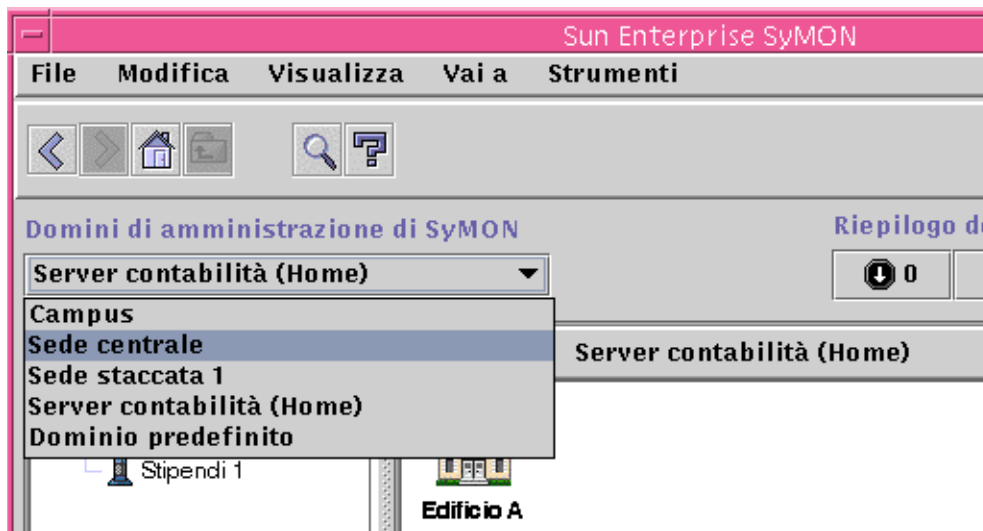 Sun Enterprise SyMON
File Modifica Visualizza Vai a Strumenti
Domini di amministrazione di SyMON
Riepilogo d
Server contabilità (Home)
0
Campus
Sede centrale
Sede staccata 1
Server contabilità (Home)
Dominio predefinito
Server contabilità (Home)
Stipendi 1
Edificio A